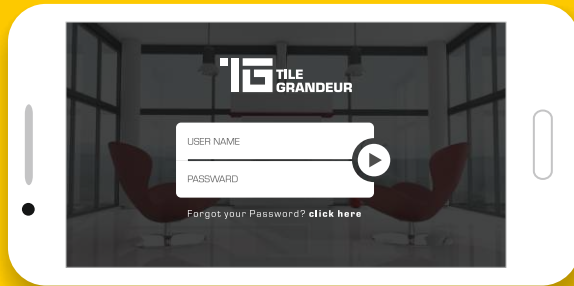 TG TILE
GRANDEUR
USER NAME
PASSWARD
Forgot your Password? click here